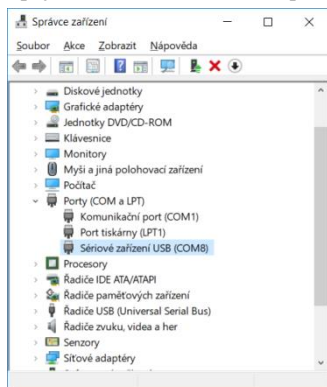 Správce zařízení
Soubor Akce Zobrazit Nápověda
Diskové jednotky
Grafické adaptéry
Jednotky DVD/CD-ROM
Klávesnice
Monitory
Myši a jiná polohovací zařízení
Počítač
Porty (COM a LPT)
Komunikační port (COM1)
Port tiskárny (LPT1)
Sériové zařízení USB (COM8)
Procesory
Řadiče IDE ATA/ATAPI
Řadiče paměťových zařízení
Řadiče USB (Universal Serial Bus)
Řadiče zvuku, videa a her
Senzory
Síťové adaptéry